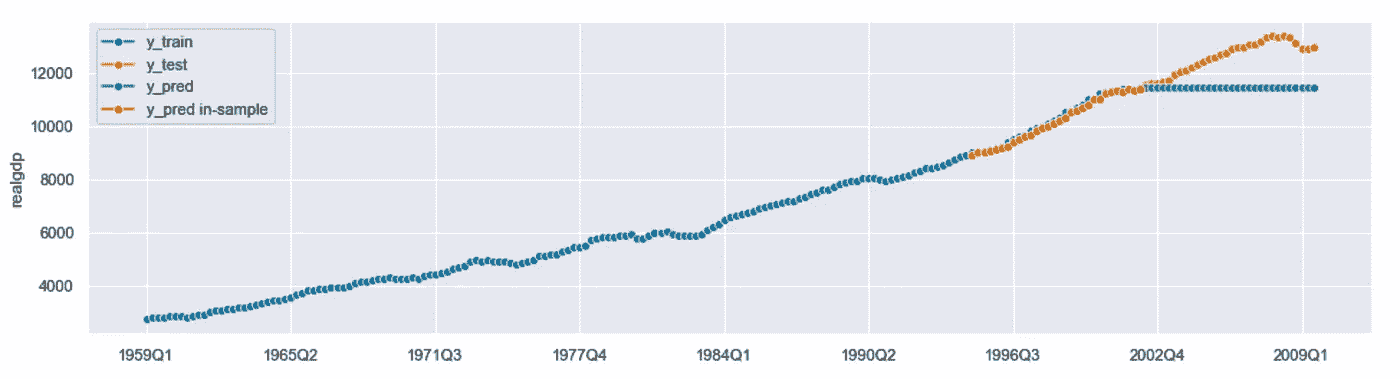 y_train
y_test
y_pred
y_pred in-sample
realgdp
12000
10000
8000
6000
4000
1959Q1 1965Q2 1971Q3 1977Q4 1984Q1 1990Q2 1996Q3 2002Q4 2009Q1